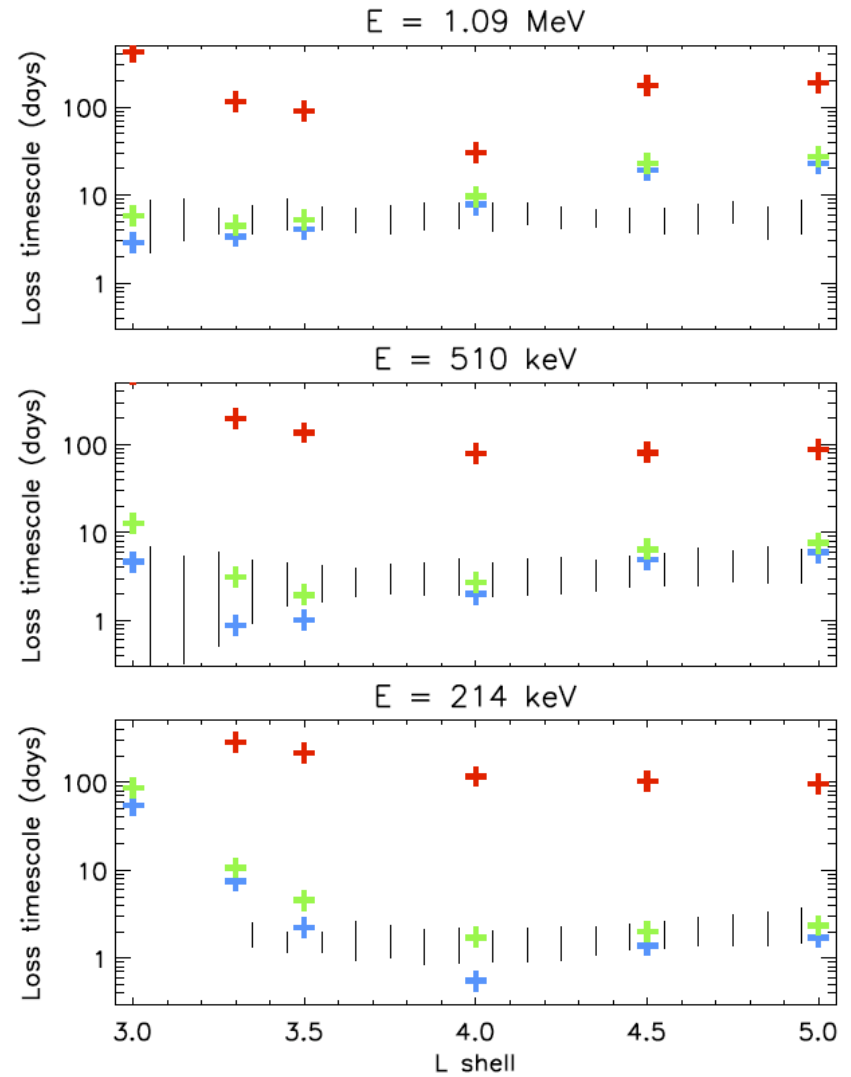 E = 1.09 MeV
Loss timescale (days)
100
10
1
E = 510 keV
Loss timescale (days)
100
10
1
E = 214 keV
Loss timescale (days)
100
10
1
3.0 3.5 4.0 4.5 5.0
L shell